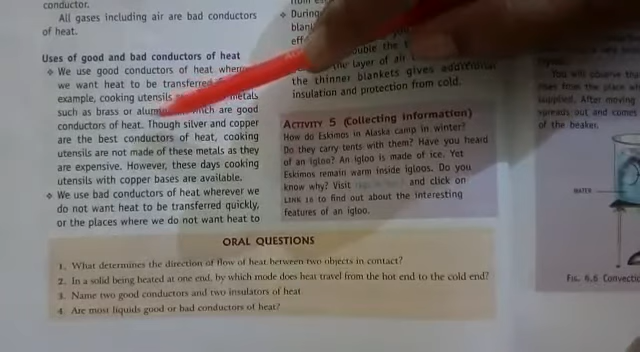 conductor.
All gases including air are bad conductors
of heat.
Uses of good and bad conductors of heat
❖ We use good conductors of heat
we want heat to be transferred
example, cooking utensils metals
such as brass or which are good
conductors of heat. Though silver and copper
are the best conductors of heat, cooking
utensils are not made of these metals as they
are expensive. However, these days cooking
utensils with copper bases are available.
❖ We use bad conductors of heat wherever we
do not want heat to be transferred quickly,
or the places where we do not want heat to
❖ During
the layer of air
the thinner blankets gives additional
insulation and protection from cold.
ACTIVITY 5 (Collecting information)
How do Eskimos in Alaska camp in winter?
Do they carry tents with them? Have you heard
of an igloo? An igloo is made of ice. Yet
Eskimos remain warm inside igloos. Do you
know why? Visit and click on
LINK 18 to find out about the interesting
features of an igloo.
ORAL QUESTIONS
1. What determines the direction of flow of heat between two objects in contact?
2. In a solid being heated at one end, by which mode does heat travel from the hot end to the cold end?
3. Name two good conductors and two insulators of heat.
4. Are most liquids good or bad conductors of heat?
You will observe
from the place wh
supplied. After moving
spreads out and comes
of the beaker.
WATER
FIG. 6.6 Convectio